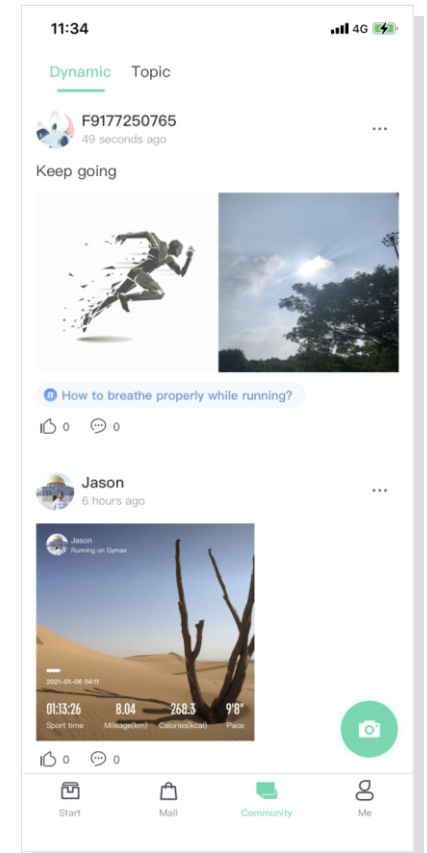 11:34
4G
Dynamic Topic
F9177250765
49 seconds ago
Keep going
# How to breathe properly while running?
0 0
Jason
6 hours ago
Jason
Running on Gymax
2021-01-06 54:11
01:13:26 8.04 268.3 9'8"
Sport time Mileage(km) Calories(kcal) Pace
0 0
Start Mall Community Me